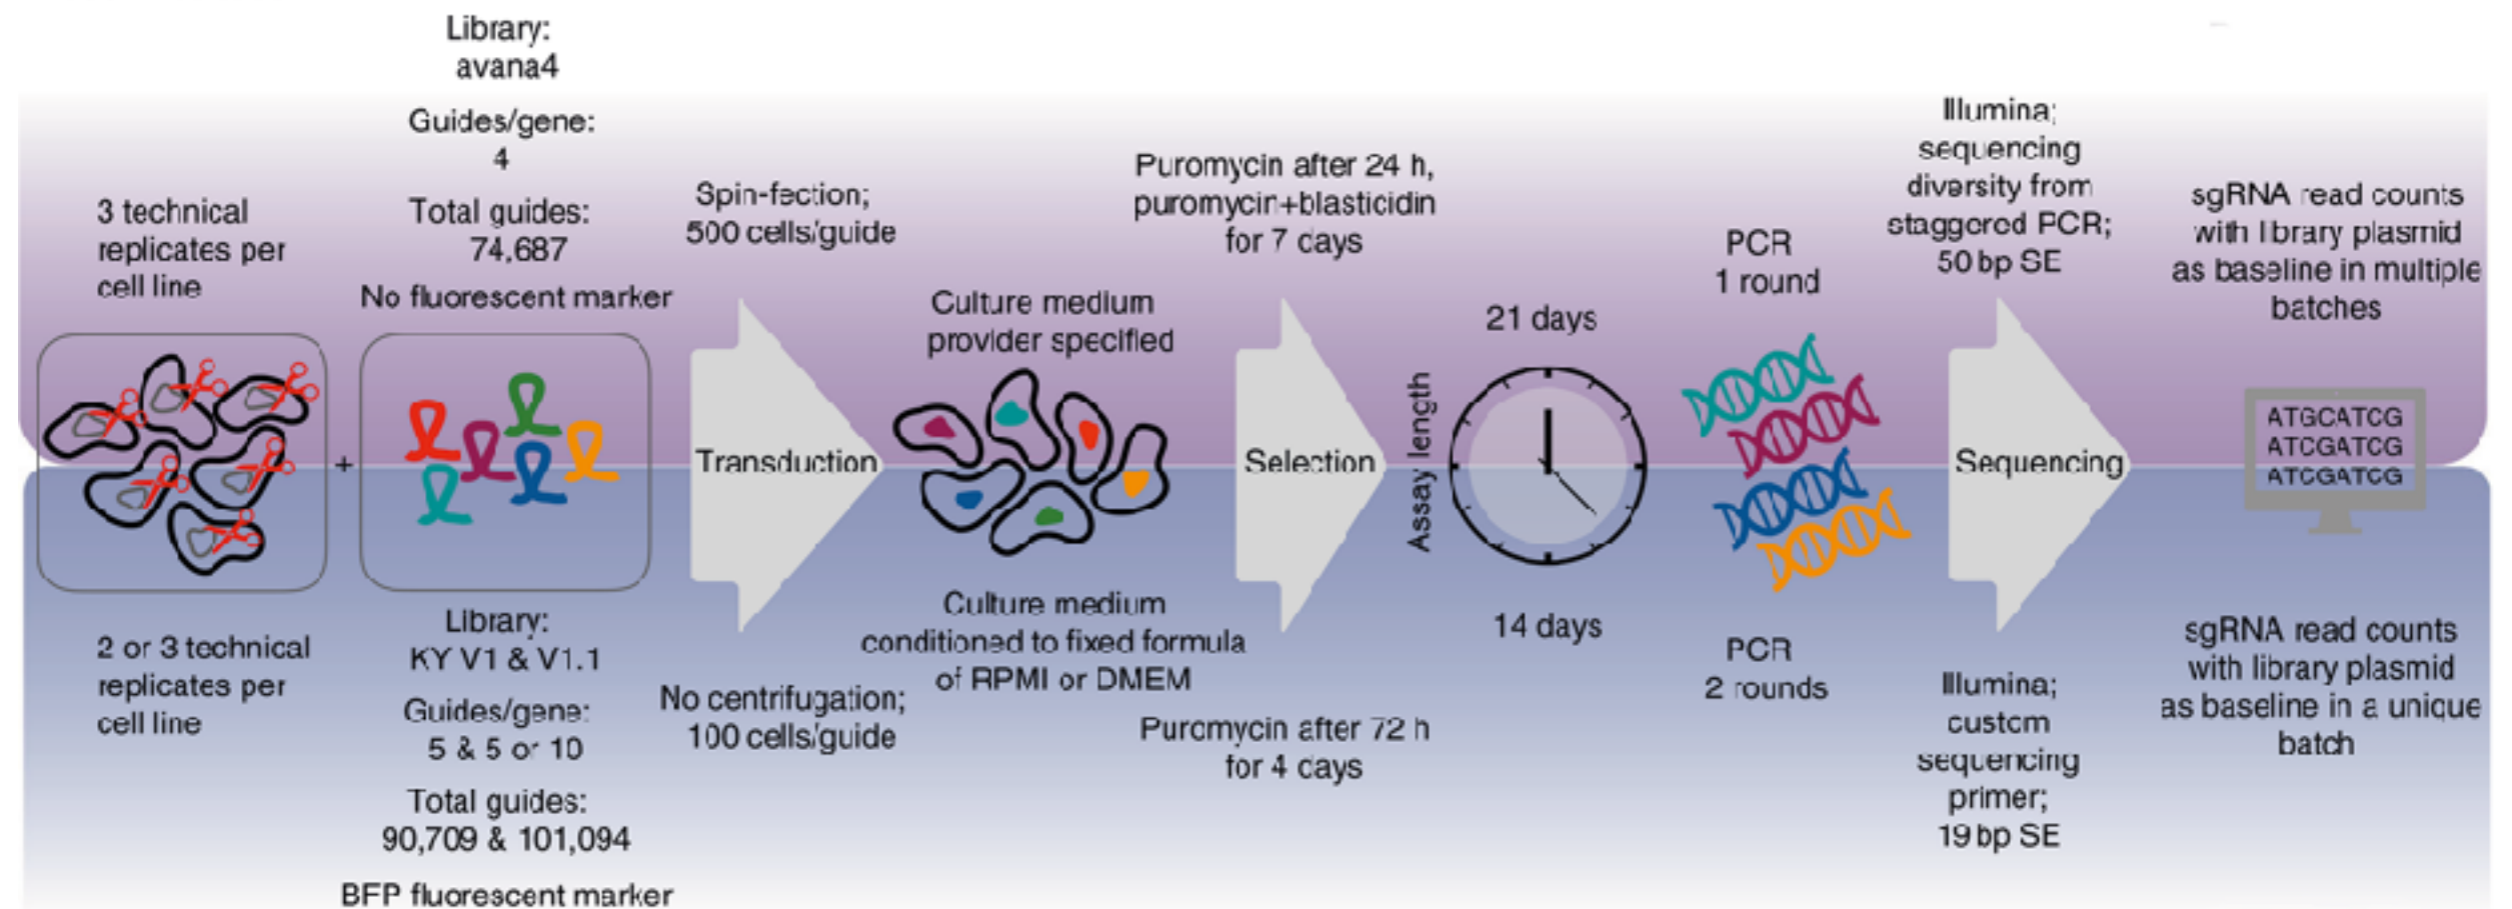 Library:
avana4
Guides/gene:
4
Total guides:
74,687
No fluorescent marker
3 technical
replicates per
cell line
Spin-fection;
500 cells/guide
Culture medium
provider specified
Puromycin after 24 h,
puromycin+blasticidin
for 7 days
21 days
PCR
1 round
Illumina;
sequencing
diversity from
staggered PCR;
50 bp SE
sgRNA read counts
with library plasmid
as baseline in multiple
batches
+
Transduction
Selection
Assay length
Sequencing
ATGCATCG
ATCGATCG
ATCGATCG
2 or 3 technical
replicates per
cell line
Library:
KY V1 & V1.1
Guides/gene:
5 & 5 or 10
Total guides:
90,709 & 101,094
BFP fluorescent marker
No centrifugation;
100 cells/guide
Culture medium
conditioned to fixed formula
of RPMI or DMEM
Puromycin after 72 h
for 4 days
14 days
PCR
2 rounds
Illumina;
custom
sequencing
primer;
19 bp SE
sgRNA read counts
with library plasmid
as baseline in a unique
batch